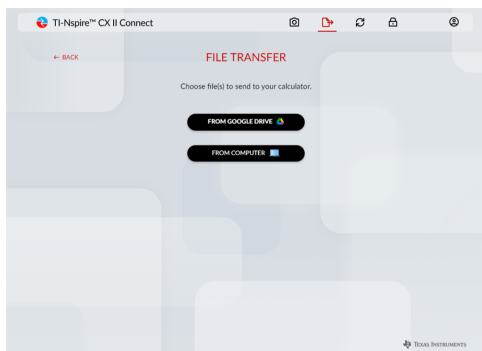 TI-Nspire™ CX II Connect
← BACK
FILE TRANSFER
Choose file(s) to send to your calculator.
FROM GOOGLE DRIVE
FROM COMPUTER
TEXAS INSTRUMENTS